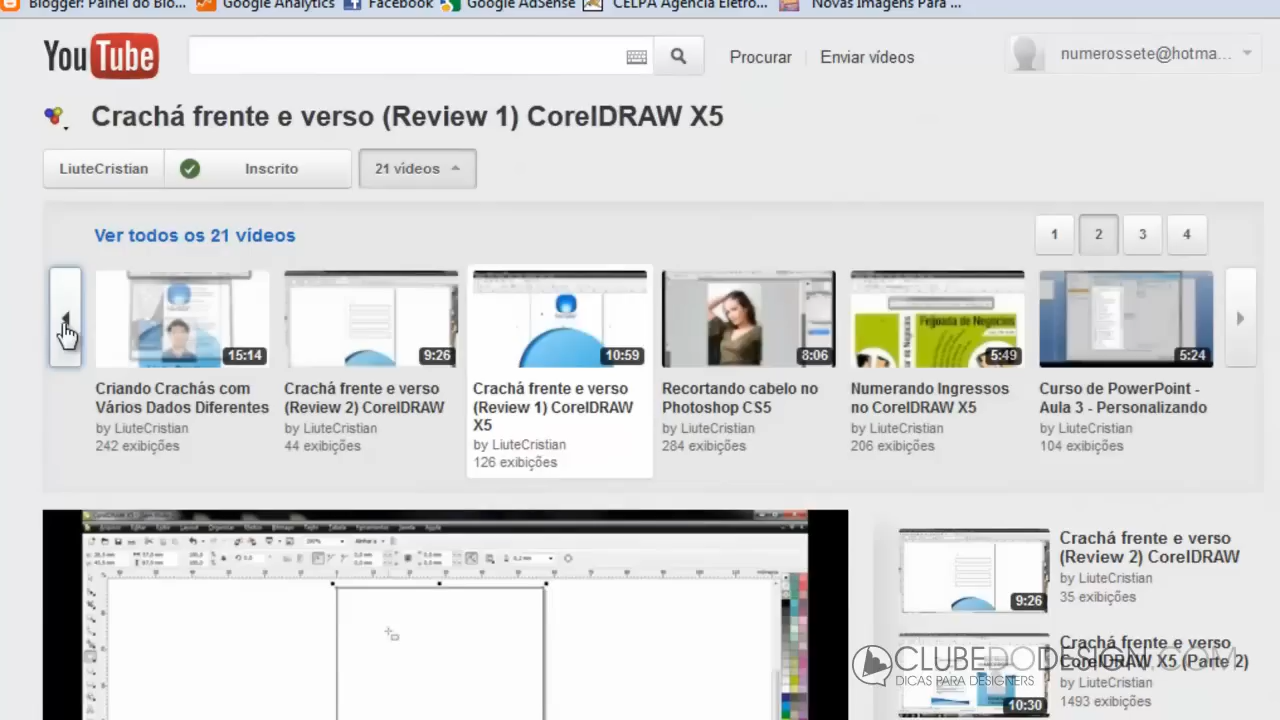 Blogger: Painel do Blo...
Google Analytics
Facebook
Google AdSense
CELPA Agencia Eletro...
Novas Imagens Para ...
YouTube
Procurar
Enviar vídeos
numerossete@hotma...
Crachá frente e verso (Review 1) CorelDRAW X5
LiuteCristian
Inscrito
21 vídeos
Ver todos os 21 vídeos
1
2
3
4
15:14
9:26
10:59
8:06
Feijoada de Negócios
5:49
5:24
Criando Crachás com
Vários Dados Diferentes
by LiuteCristian
242 exibições
Crachá frente e verso
(Review 2) CorelDRAW
by LiuteCristian
44 exibições
Crachá frente e verso
(Review 1) CorelDRAW
X5
by LiuteCristian
126 exibições
Recortando cabelo no
Photoshop CS5
by LiuteCristian
284 exibições
Numerando Ingressos
no CorelDRAW X5
by LiuteCristian
206 exibições
Curso de PowerPoint -
Aula 3 - Personalizando
by LiuteCristian
104 exibições
9:26
Crachá frente e verso
(Review 2) CorelDRAW
by LiuteCristian
35 exibições
10:30
Crachá frente e verso
CorelDRAW X5 (Parte 2)
by LiuteCristian
1493 exibições
CLUBEDODESIGN.COM
DICAS PARA DESIGNERS